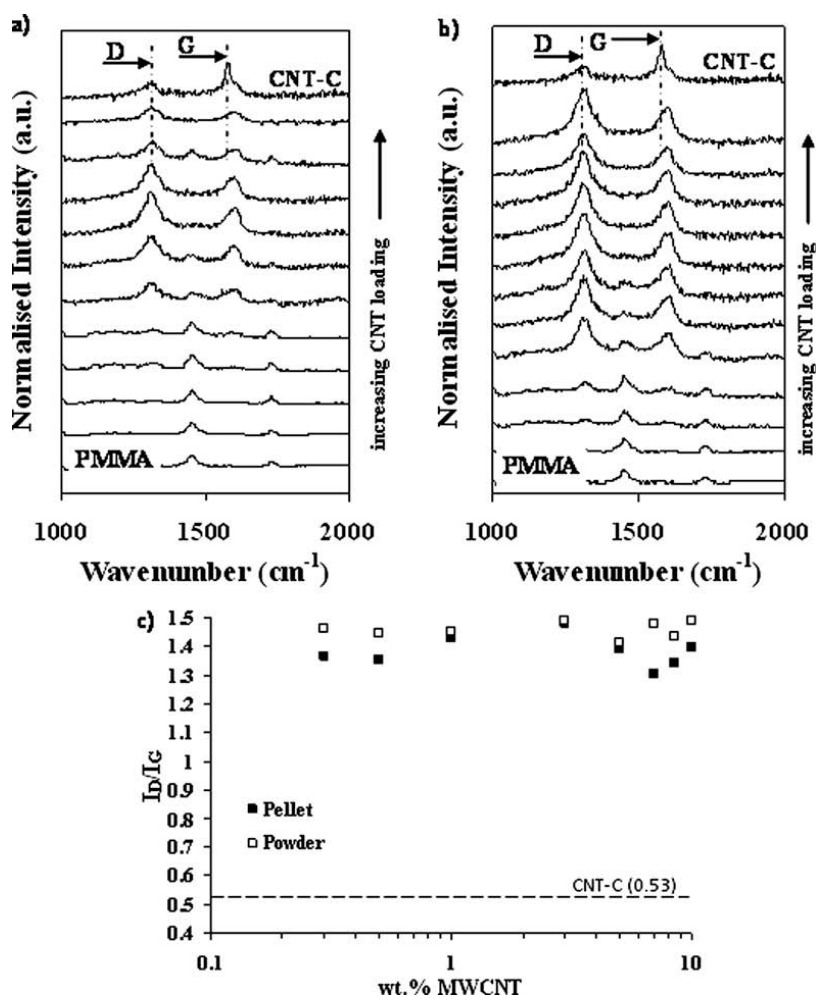 a)
D
G
CNT-C
Normalised Intensity (a.u.)
increasing CNT loading
PMMA
1000
1500
2000
Wavenumber (cm-1)
b)
D
G
CNT-C
Normalised Intensity (a.u.)
increasing CNT loading
PMMA
1000
1500
2000
Wavenumber (cm-1)
c)
1.5
1.4
1.3
1.2
1.1
1
0.9
0.8
0.7
0.6
0.5
0.4
ID/IG
Pellet
Powder
CNT-C (0.53)
0.1
1
10
wt.% MWCNT